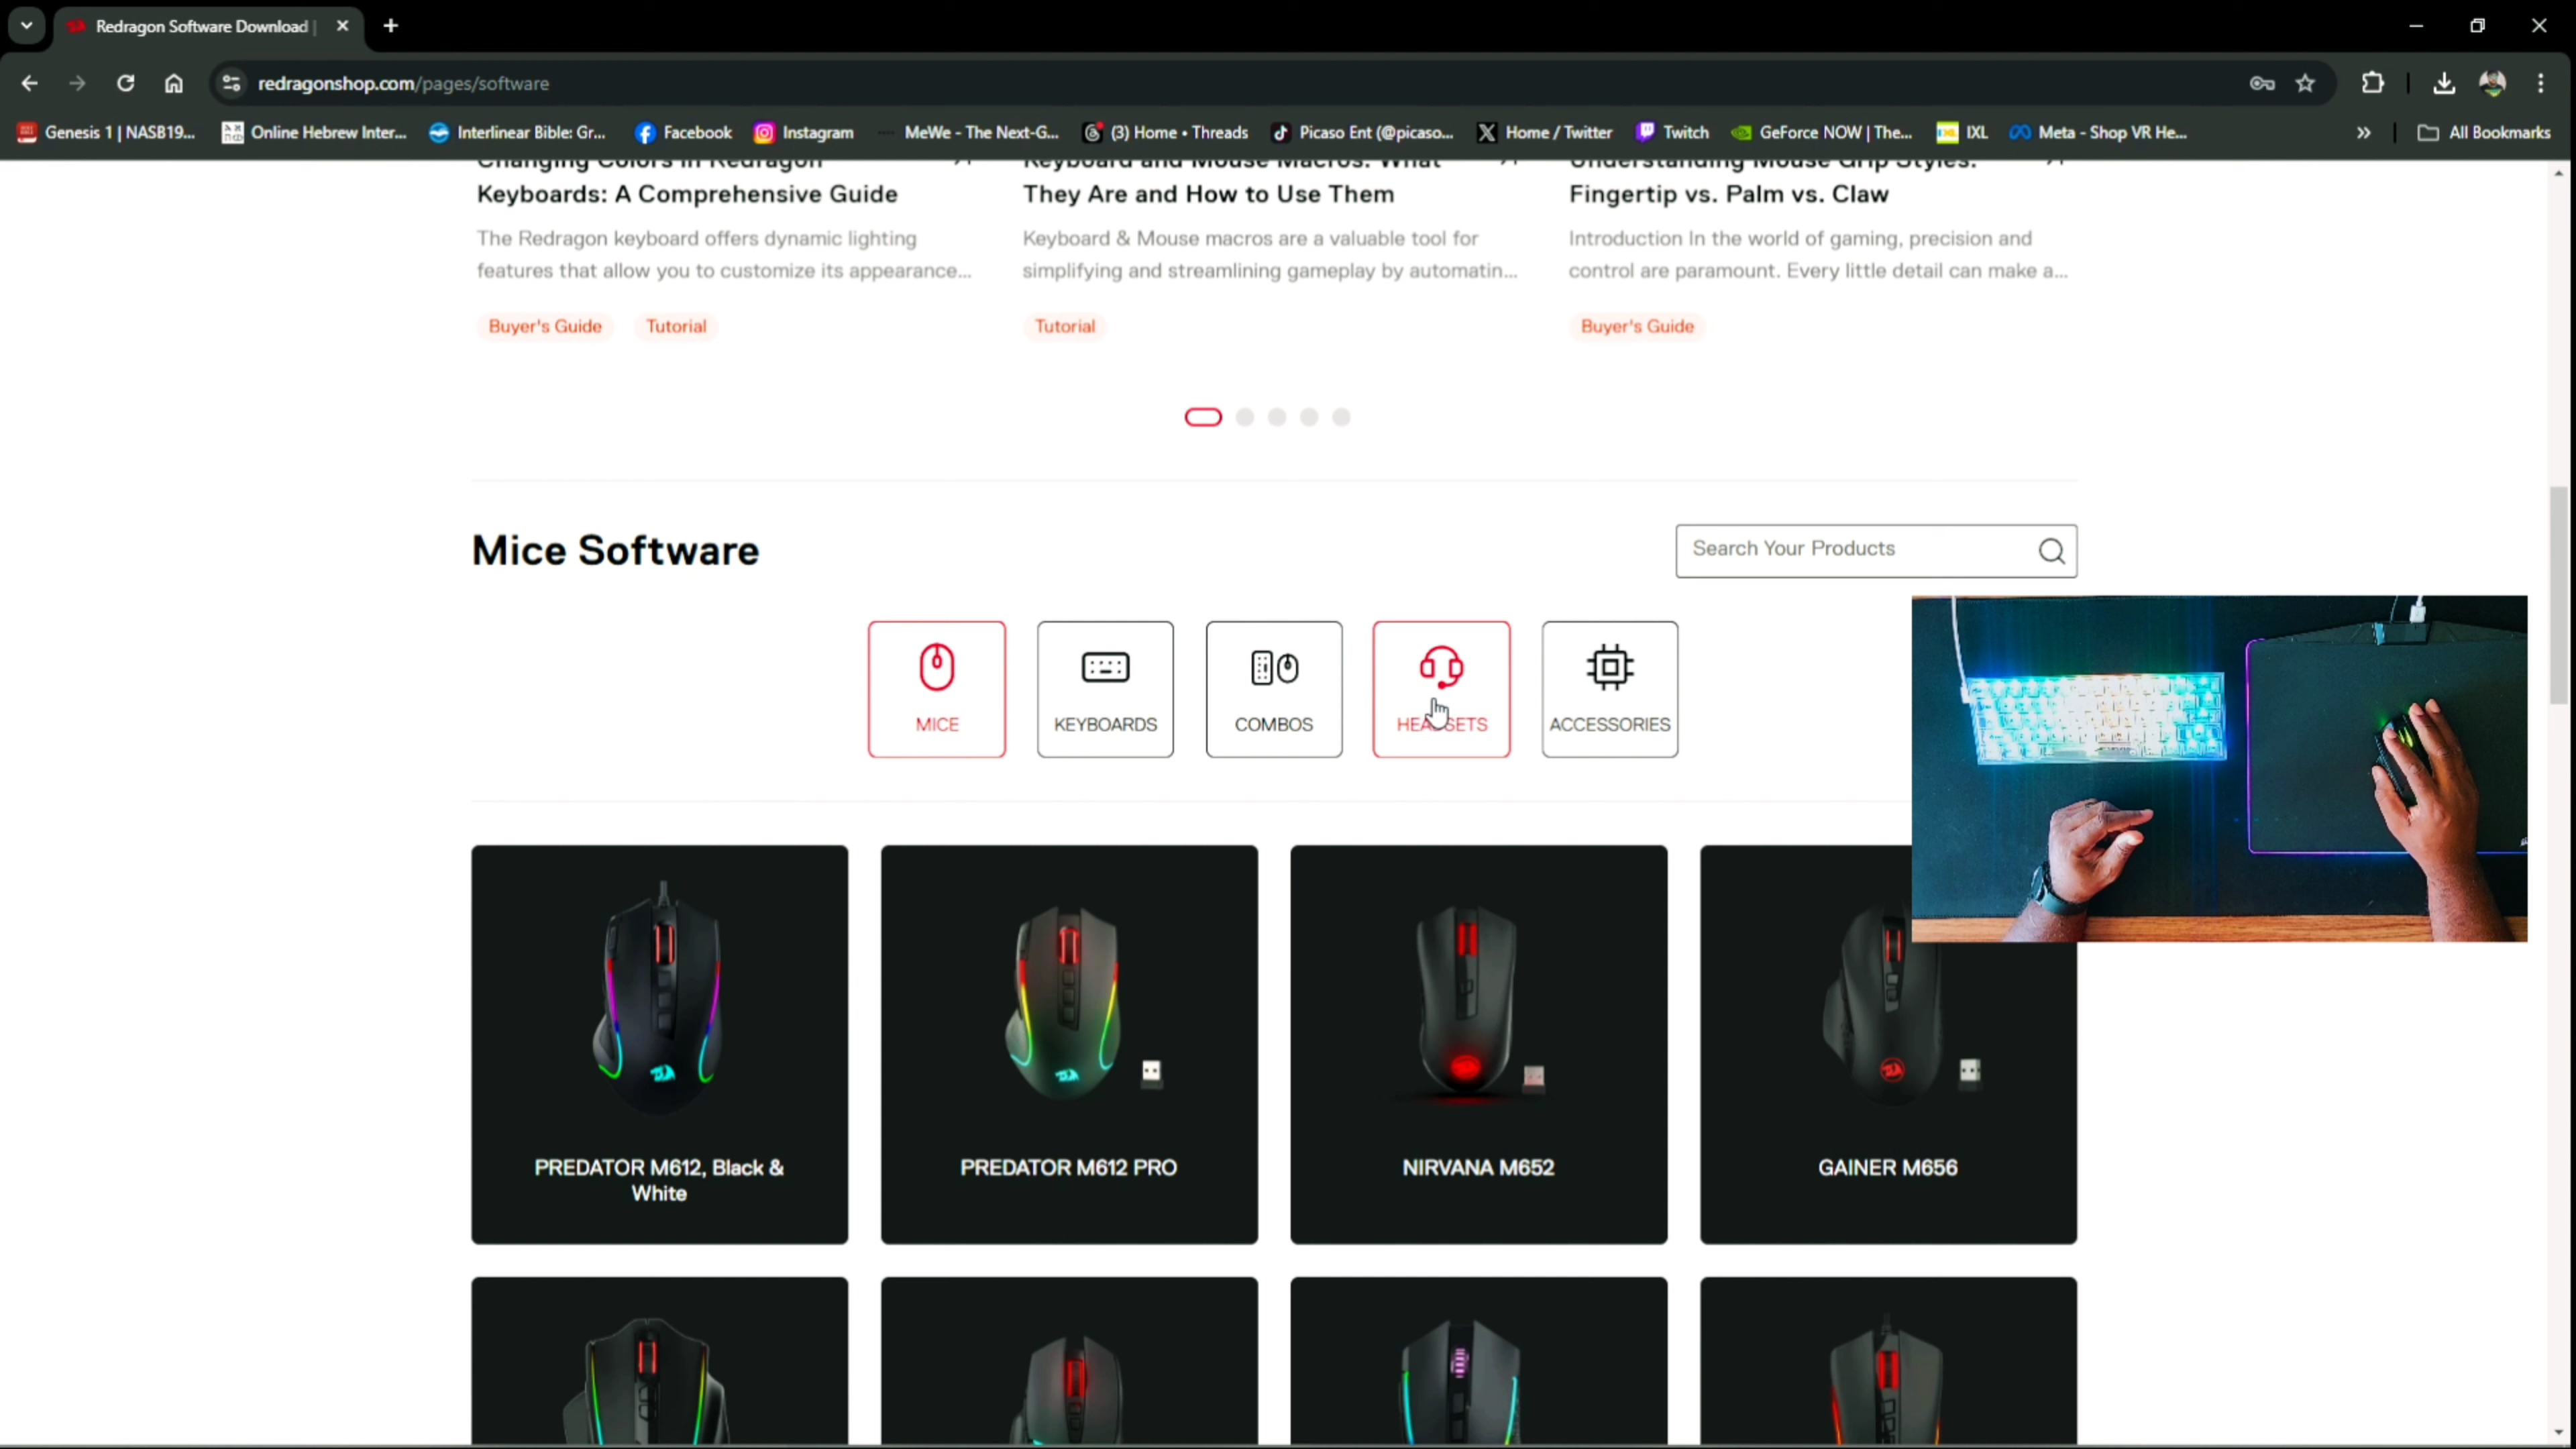 Redragon Software Download |
redragonshop.com/pages/software
Genesis 1 | NASB19...
Online Hebrew Inter...
Interlinear Bible: Gr...
Facebook
Instagram
MeWe - The Next-G...
(3) Home • Threads
Picaso Ent (@picaso...
Home / Twitter
Twitch
GeForce NOW | The...
IXL
Meta - Shop VR He...
All Bookmarks
Changing Colors in Redragon
Keyboards: A Comprehensive Guide
The Redragon keyboard offers dynamic lighting
features that allow you to customize its appearance...
Buyer's Guide
Tutorial
Keyboard and Mouse Macros: What
They Are and How to Use Them
Keyboard & Mouse macros are a valuable tool for
simplifying and streamlining gameplay by automatin...
Tutorial
Understanding Mouse Grip Styles:
Fingertip vs. Palm vs. Claw
Introduction In the world of gaming, precision and
control are paramount. Every little detail can make a...
Buyer's Guide
Mice Software
Search Your Products
MICE
KEYBOARDS
COMBOS
HEADSETS
ACCESSORIES
PREDATOR M612, Black &
White
PREDATOR M612 PRO
NIRVANA M652
GAINER M656